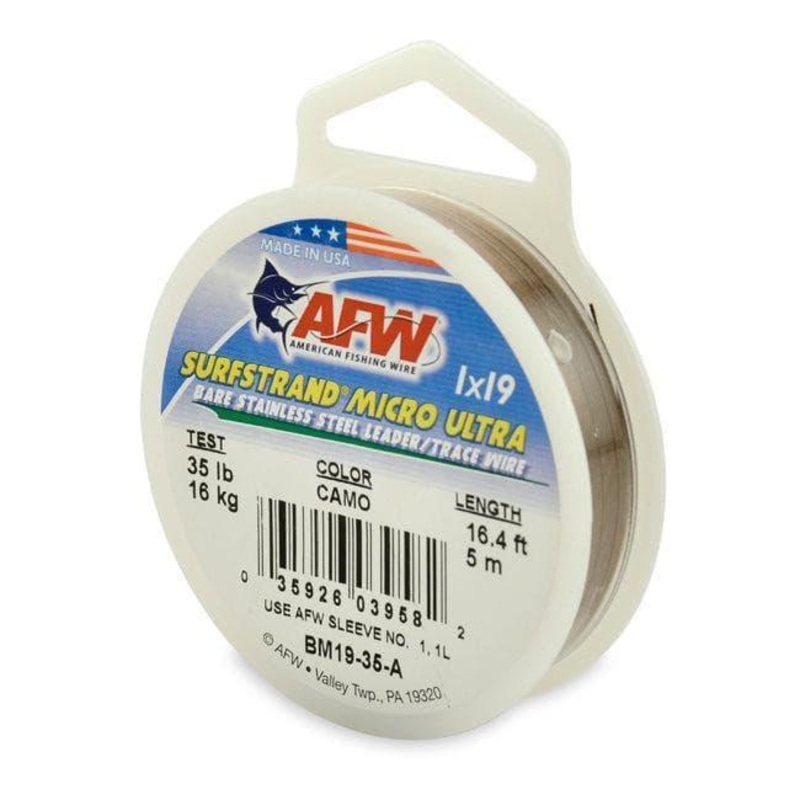 MADE IN USA
AFW
AMERICAN FISHING WIRE
1x19
SURFSTRAND® MICRO ULTRA
BARE STAINLESS STEEL LEADER/TRACE WIRE
TEST
35 lb
16 kg
COLOR
CAMO
LENGTH
16.4 ft
5 m
0 35926 03958 2
USE AFW SLEEVE NO. 1, 1L
BM19-35-A
© AFW • Valley Twp., PA 19320